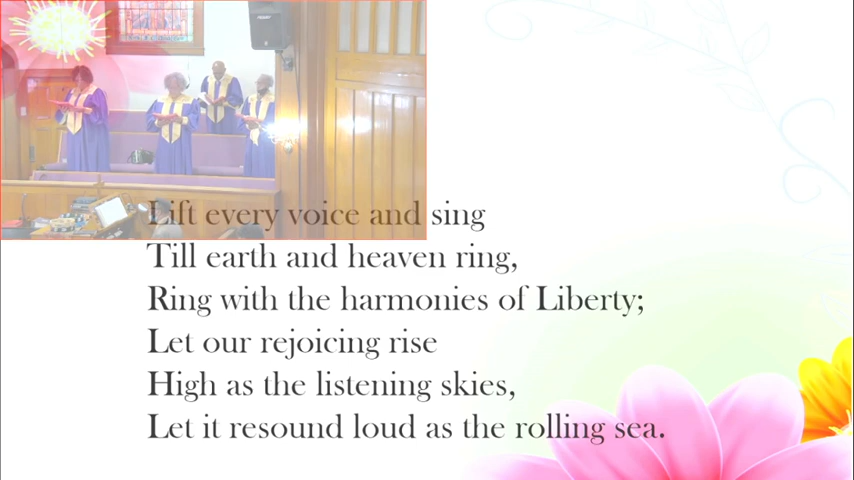 Lift every voice and sing
Till earth and heaven ring,
Ring with the harmonies of Liberty;
Let our rejoicing rise
High as the listening skies,
Let it resound loud as the rolling sea.